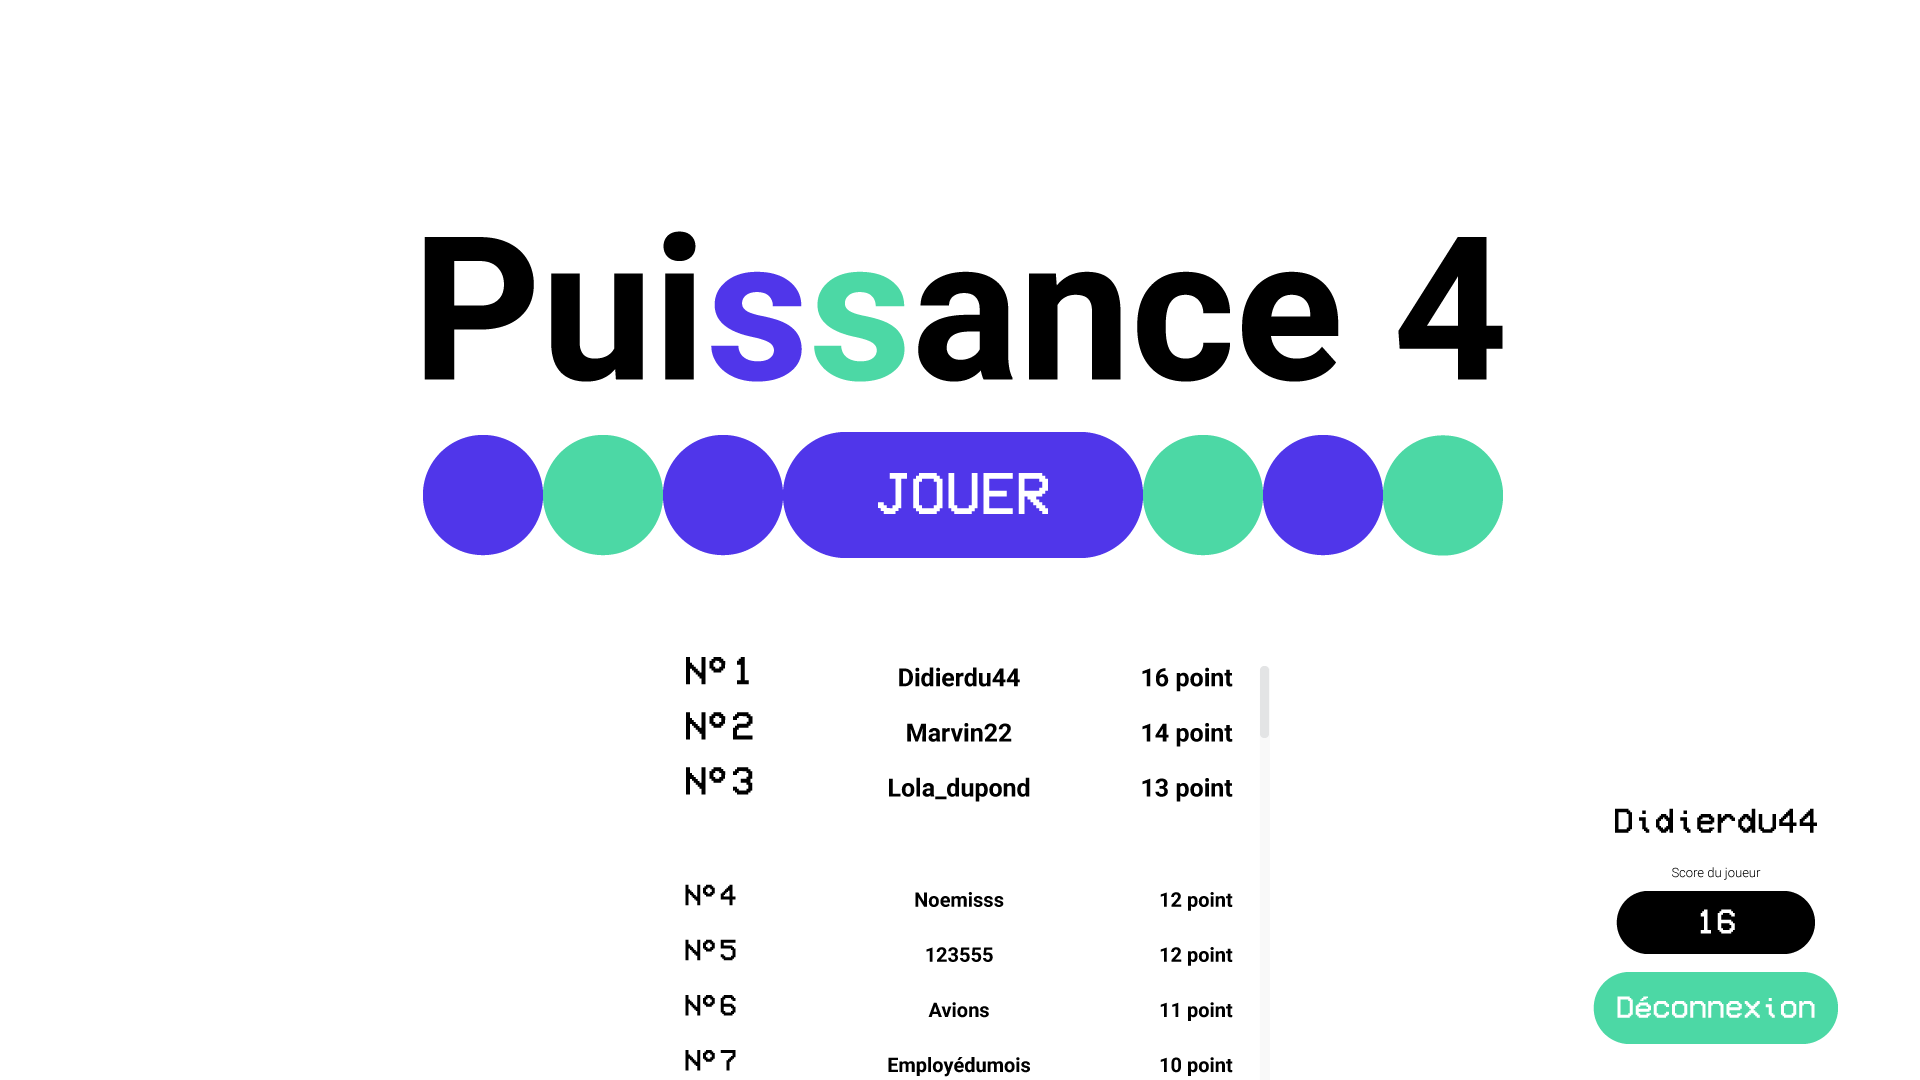 Puissance 4
JOUER
N°1 Didierdu44 16 point
N°2 Marvin22 14 point
N°3 Lola_dupond 13 point
N°4 Noemisss 12 point
N°5 123555 12 point
N°6 Avions 11 point
N°7 Employédumois 10 point
Didierdu44
Score du joueur
16
Déconnexion